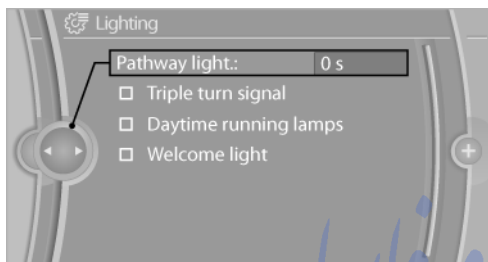 Lighting
Pathway light.: 0 s
Triple turn signal
Daytime running lamps
Welcome light